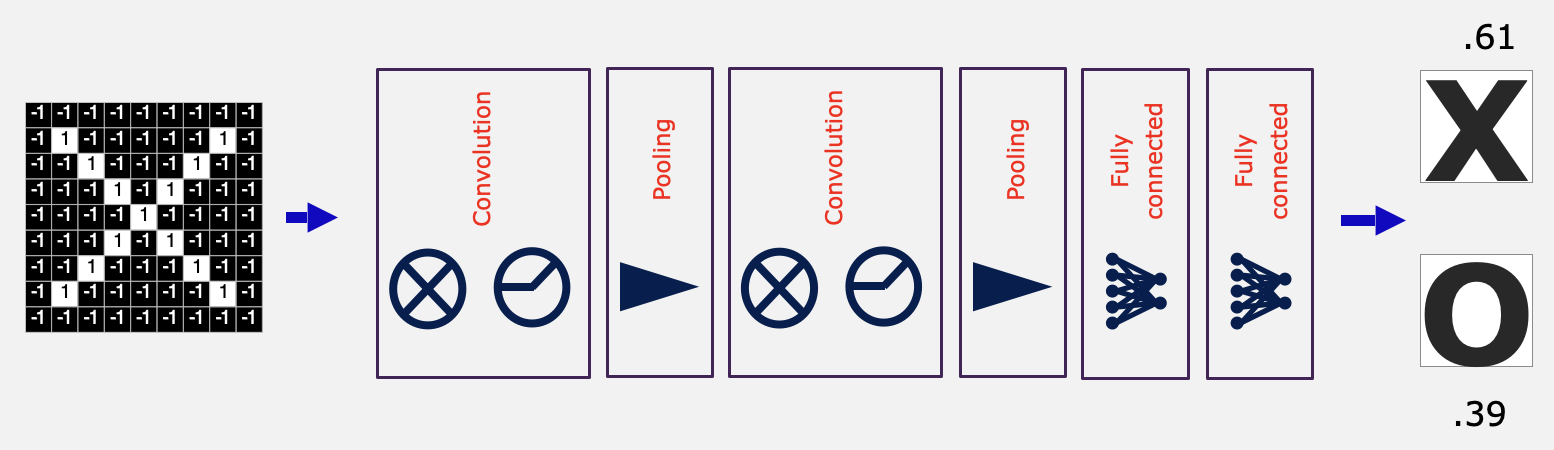 -1 -1 -1 -1 -1 -1 -1 -1 -1
-1 1 -1 -1 -1 -1 -1 1 -1
-1 -1 1 -1 -1 -1 1 -1 -1
-1 -1 -1 1 -1 1 -1 -1 -1
-1 -1 -1 -1 1 -1 -1 -1 -1
-1 -1 -1 1 -1 1 -1 -1 -1
-1 -1 1 -1 -1 -1 1 -1 -1
-1 1 -1 -1 -1 -1 -1 1 -1
-1 -1 -1 -1 -1 -1 -1 -1 -1
Convolution
Pooling
Convolution
Pooling
Fully
connected
Fully
connected
.61
X
O
.39